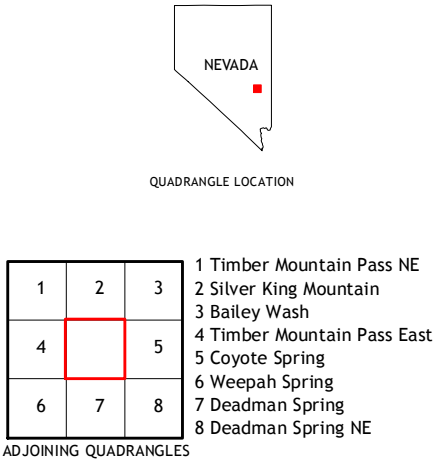 NEVADA
QUADRANGLE LOCATION
1 2 3
4 5
6 7 8
1 Timber Mountain Pass NE
2 Silver King Mountain
3 Bailey Wash
4 Timber Mountain Pass East
5 Coyote Spring
6 Weepah Spring
7 Deadman Spring
8 Deadman Spring NE
ADJOINING QUADRANGLES